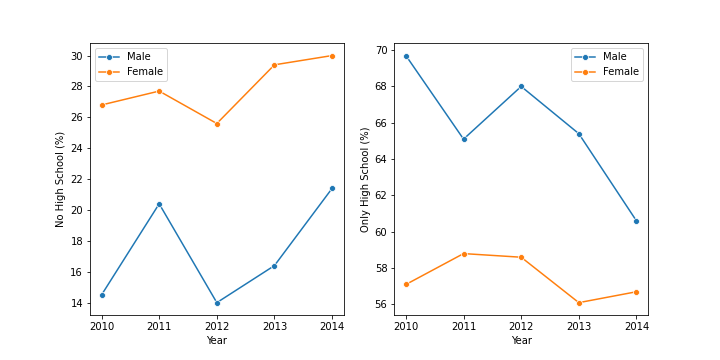 Male
Female
30
28
26
24
22
20
18
16
14
No High School (%)
2010 2011 2012 2013 2014
Year
Male
Female
70
68
66
64
62
60
58
56
Only High School (%)
2010 2011 2012 2013 2014
Year